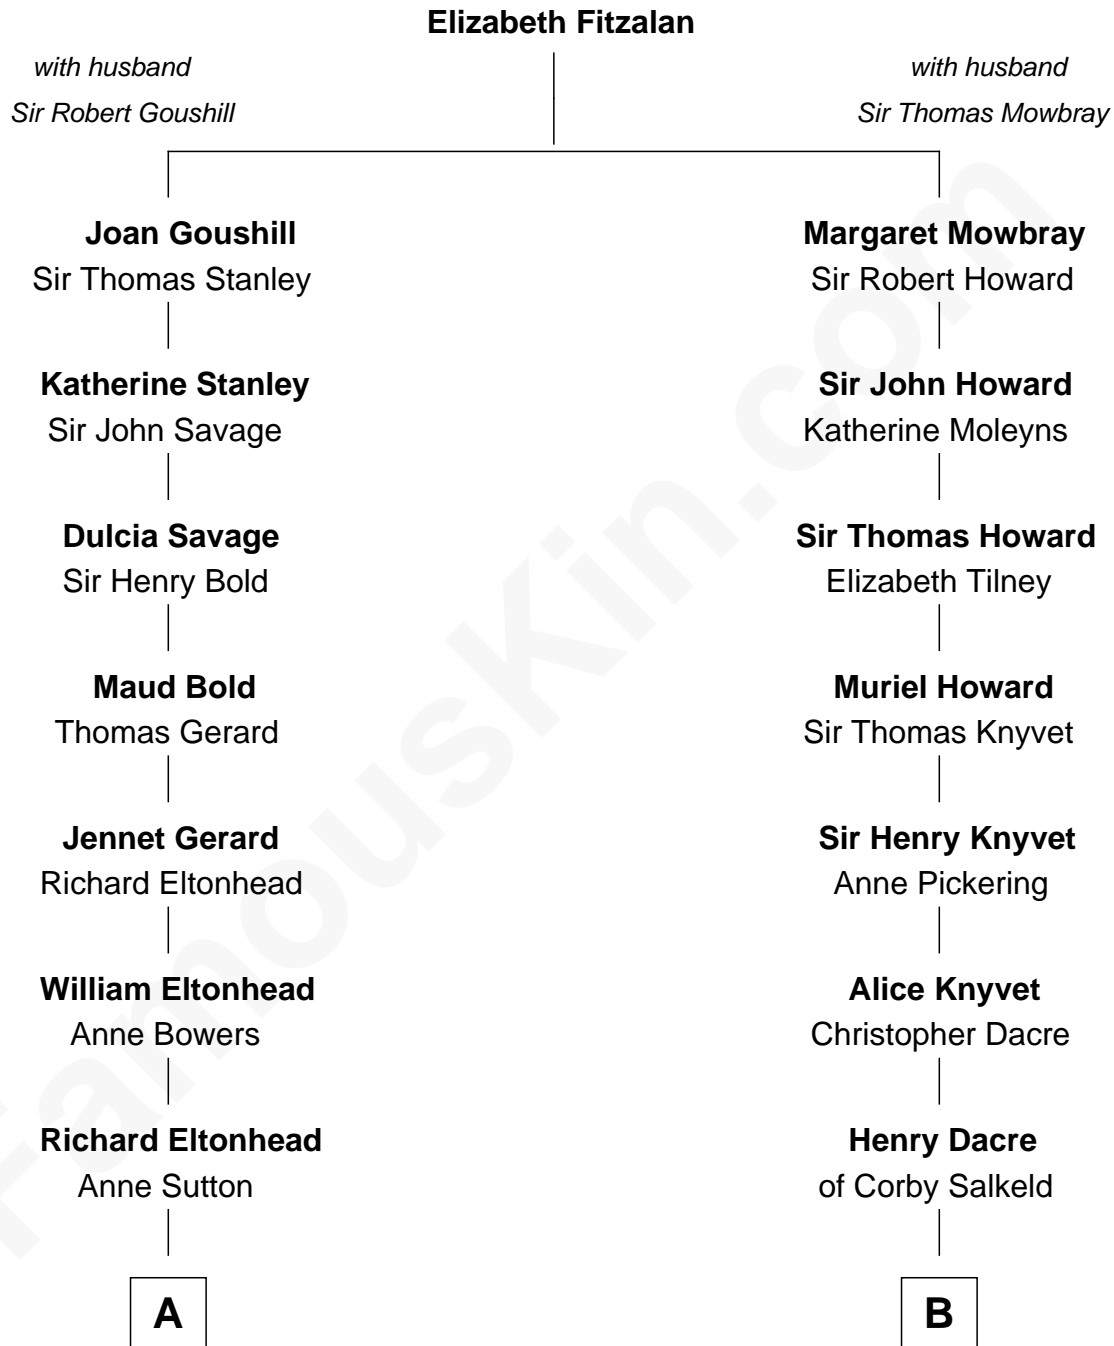 Elizabeth Fitzalan
with husband
Sir Robert Goushill
with husband
Sir Thomas Mowbray
Joan Goushill
Sir Thomas Stanley
Margaret Mowbray
Sir Robert Howard
Katherine Stanley
Sir John Savage
Sir John Howard
Katherine Moleyns
Dulcia Savage
Sir Henry Bold
Sir Thomas Howard
Elizabeth Tilney
Maud Bold
Thomas Gerard
Muriel Howard
Sir Thomas Knyvet
Jennet Gerard
Richard Eltonhead
Sir Henry Knyvet
Anne Pickering
William Eltonhead
Anne Bowers
Alice Knyvet
Christopher Dacre
Richard Eltonhead
Anne Sutton
Henry Dacre
of Corby Salkeld
A
B
FamousKin.com